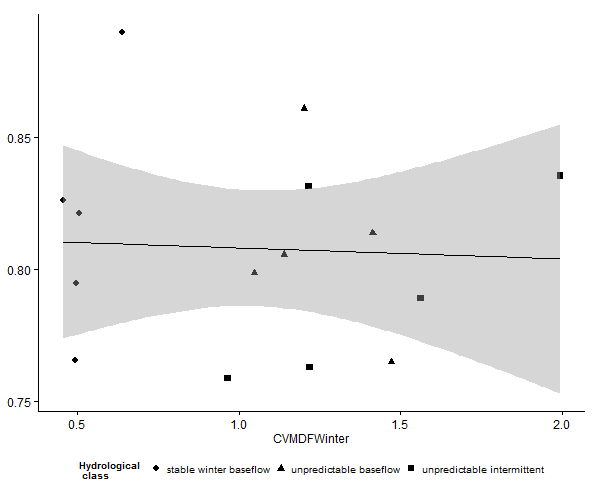 0.85
0.80
0.75
0.5 1.0 1.5 2.0
CVMDFWinter
Hydrological class
stable winter baseflow unpredictable baseflow unpredictable intermittent